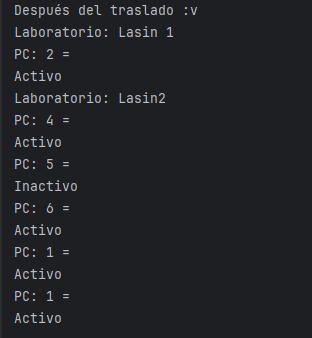 Después del traslado :v
Laboratorio: Lasin 1
PC: 2 =
Activo
Laboratorio: Lasin2
PC: 4 =
Activo
PC: 5 =
Inactivo
PC: 6 =
Activo
PC: 1 =
Activo
PC: 1 =
Activo